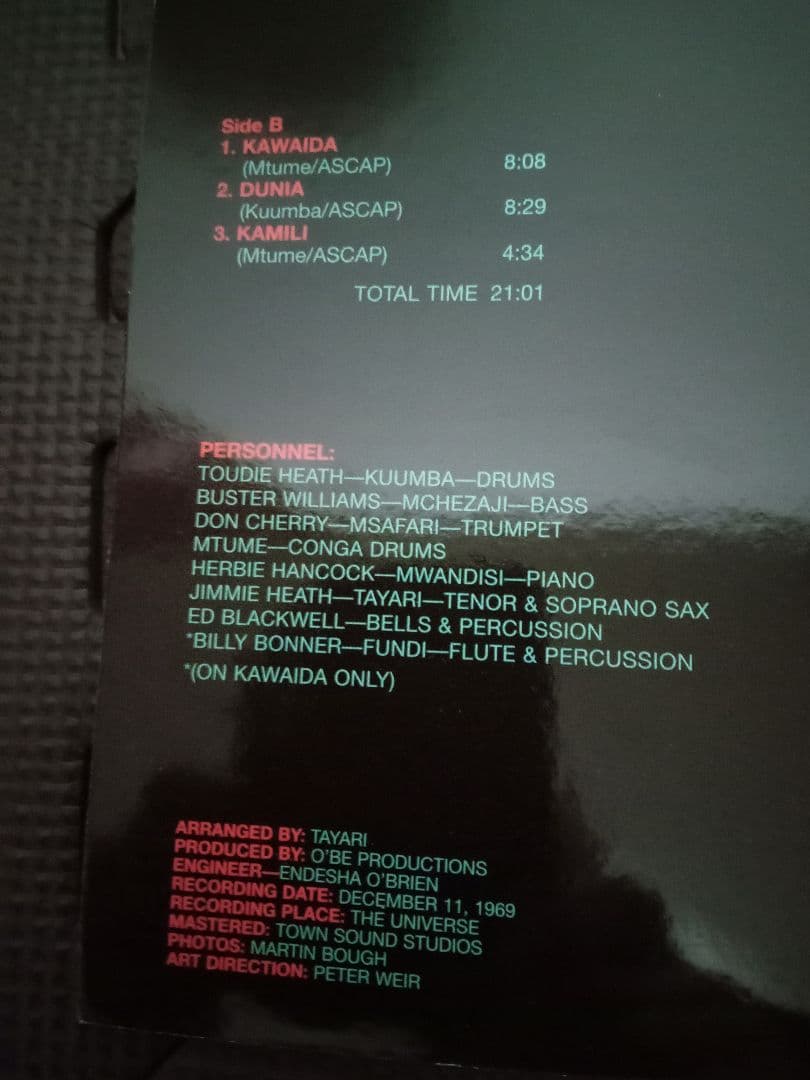 Side B
1. KAWAIDA
(Mtume/ASCAP) 8:08
2. DUNIA
(Kuumba/ASCAP) 8:29
3. KAMILI
(Mtume/ASCAP) 4:34
TOTAL TIME 21:01
PERSONNEL:
TOUDIE HEATH—KUUMBA—DRUMS
BUSTER WILLIAMS—MCHEZAJI—BASS
DON CHERRY—MSAFARI—TRUMPET
MTUME—CONGA DRUMS
HERBIE HANCOCK—MWANDISI—PIANO
JIMMIE HEATH—TAYARI—TENOR & SOPRANO SAX
ED BLACKWELL—BELLS & PERCUSSION
*BILLY BONNER—FUNDI—FLUTE & PERCUSSION
*(ON KAWAIDA ONLY)
ARRANGED BY: TAYARI
PRODUCED BY: O'BE PRODUCTIONS
ENGINEER—ENDESHA O'BRIEN
RECORDING DATE: DECEMBER 11, 1969
RECORDING PLACE: THE UNIVERSE
MASTERED: TOWN SOUND STUDIOS
PHOTOS: MARTIN BOUGH
ART DIRECTION: PETER WEIR